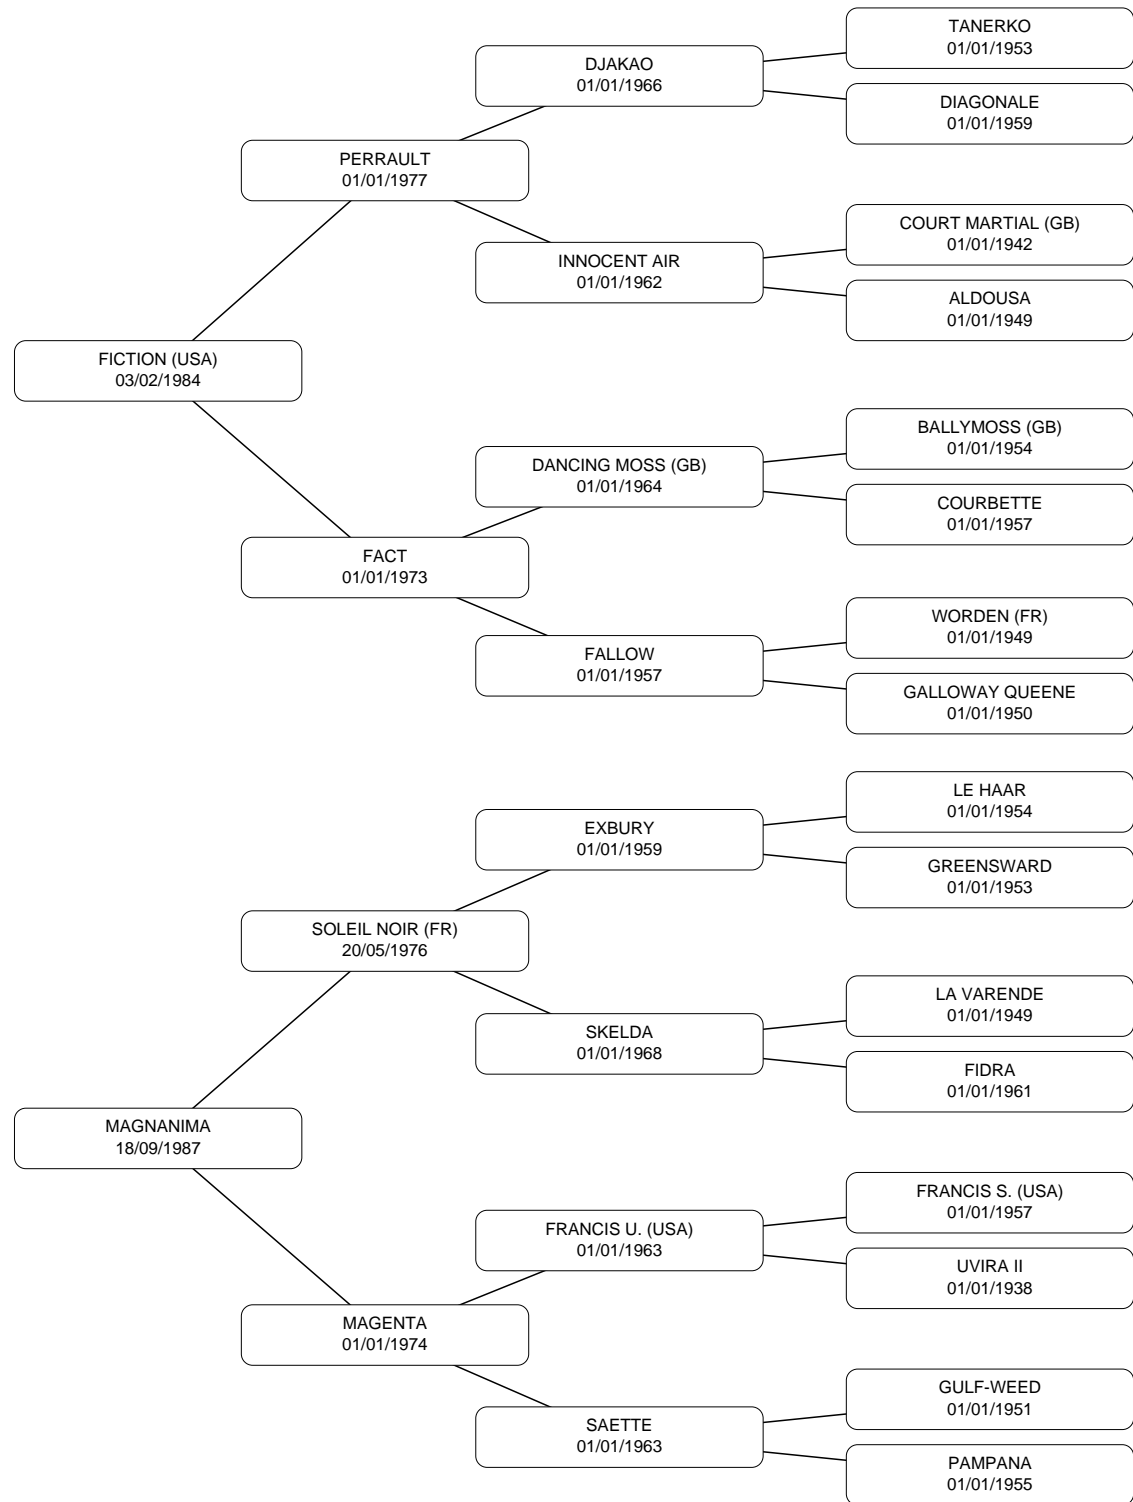 TANERKO
01/01/1953
DJAKAO
01/01/1966
DIAGONALE
01/01/1959
PERRAULT
01/01/1977
COURT MARTIAL (GB)
01/01/1942
INNOCENT AIR
01/01/1962
ALDOUSA
01/01/1949
FICTION (USA)
03/02/1984
BALLYMOSS (GB)
01/01/1954
DANCING MOSS (GB)
01/01/1964
COURBETTE
01/01/1957
FACT
01/01/1973
WORDEN (FR)
01/01/1949
FALLOW
01/01/1957
GALLOWAY QUEENE
01/01/1950
LE HAAR
01/01/1954
EXBURY
01/01/1959
GREENSWARD
01/01/1953
SOLEIL NOIR (FR)
20/05/1976
LA VARENDE
01/01/1949
SKELDA
01/01/1968
FIDRA
01/01/1961
MAGNANIMA
18/09/1987
FRANCIS S. (USA)
01/01/1957
FRANCIS U. (USA)
01/01/1963
UVIRA II
01/01/1938
MAGENTA
01/01/1974
GULF-WEED
01/01/1951
SAETTE
01/01/1963
PAMPANA
01/01/1955